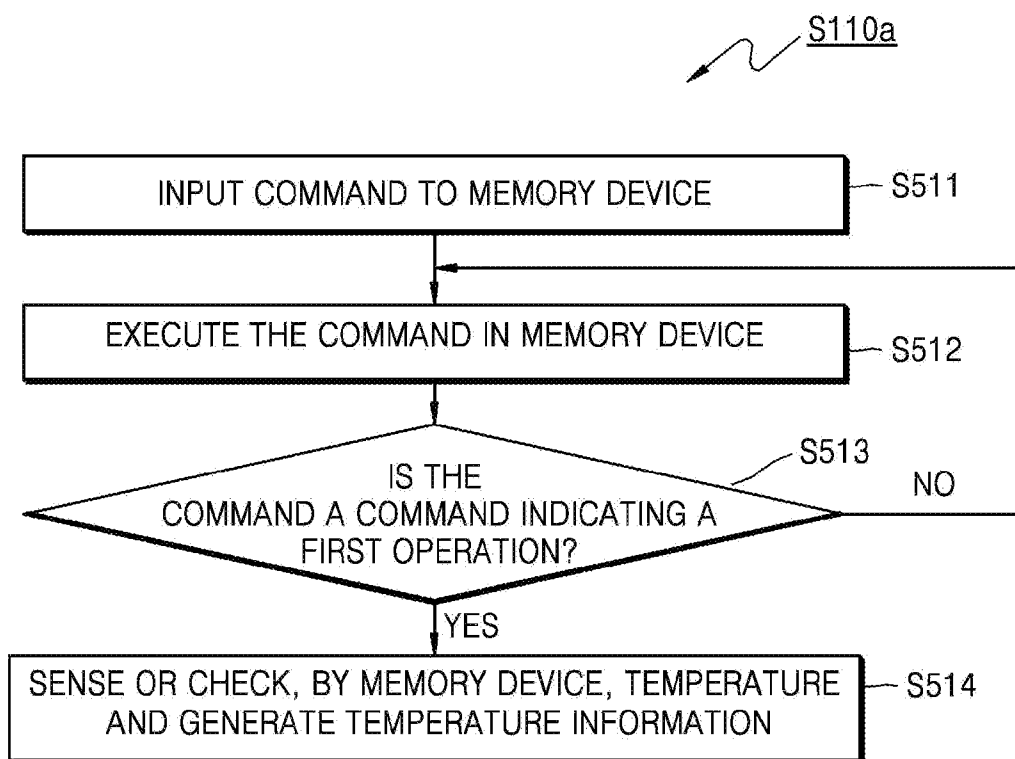 S110a
INPUT COMMAND TO MEMORY DEVICE
S511
EXECUTE THE COMMAND IN MEMORY DEVICE
S512
IS THE
COMMAND A COMMAND INDICATING A
FIRST OPERATION?
S513
NO
YES
SENSE OR CHECK, BY MEMORY DEVICE, TEMPERATURE
AND GENERATE TEMPERATURE INFORMATION
S514